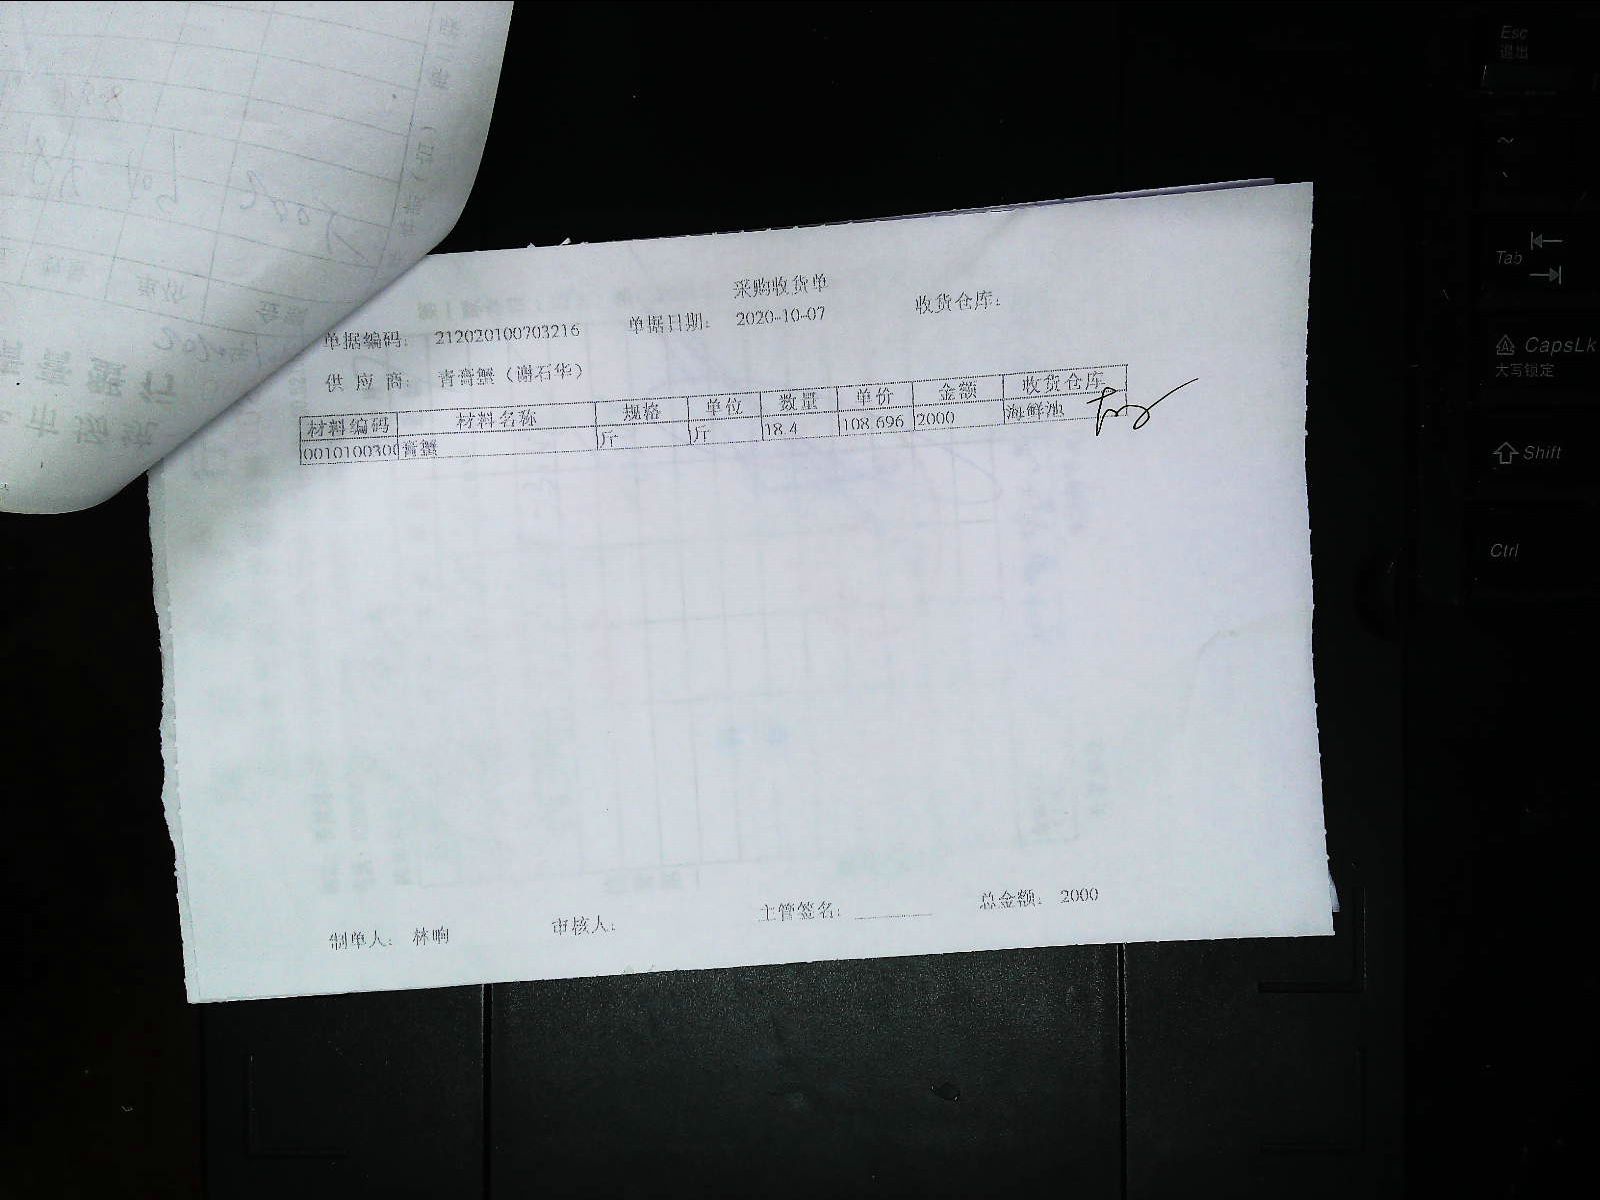 采购收货单
单据编码: 212020100703216 单据日期: 2020-10-07 收货仓库:
供 应 商: 青膏蟹（谢石华）
材料编码 材料名称 规格 单位 数量 单价 金额 收货仓库
0010100300 膏蟹 斤 斤 18.4 108.696 2000 海鲜池
制单人: 林响 审核人: 主管签名: 总金额: 2000
Esc
退出
~
Tab
CapsLk
大写锁定
Shift
Ctrl